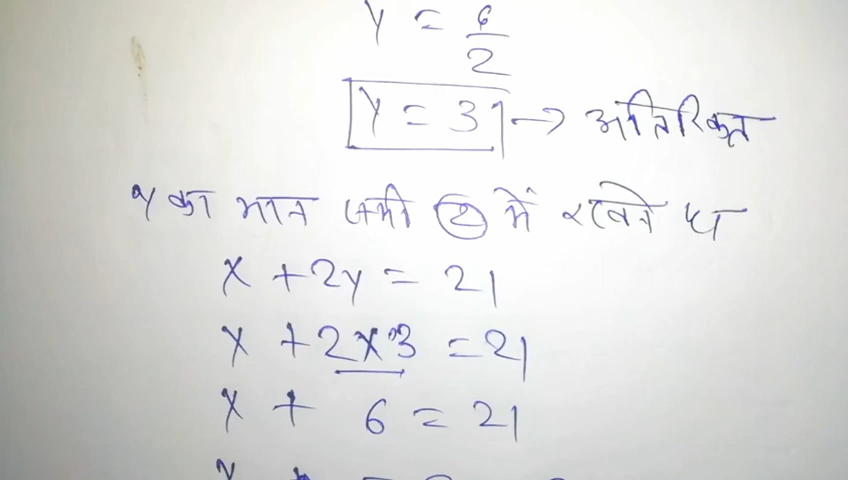 y = 6/2
y = 3 → अतिरिक्त
y का मान समी ② में रखने पर
x + 2y = 21
x + 2x3 = 21
x + 6 = 21